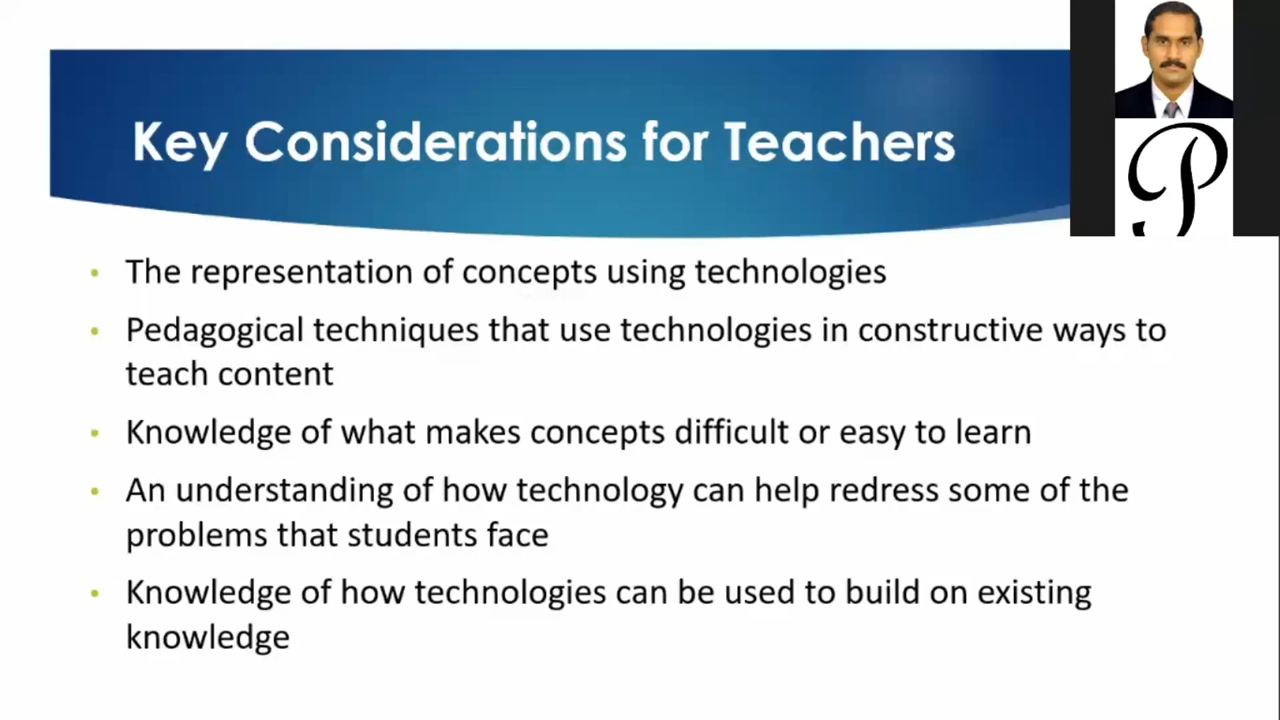 Key Considerations for Teachers
P
• The representation of concepts using technologies
• Pedagogical techniques that use technologies in constructive ways to
teach content
• Knowledge of what makes concepts difficult or easy to learn
• An understanding of how technology can help redress some of the
problems that students face
• Knowledge of how technologies can be used to build on existing
knowledge